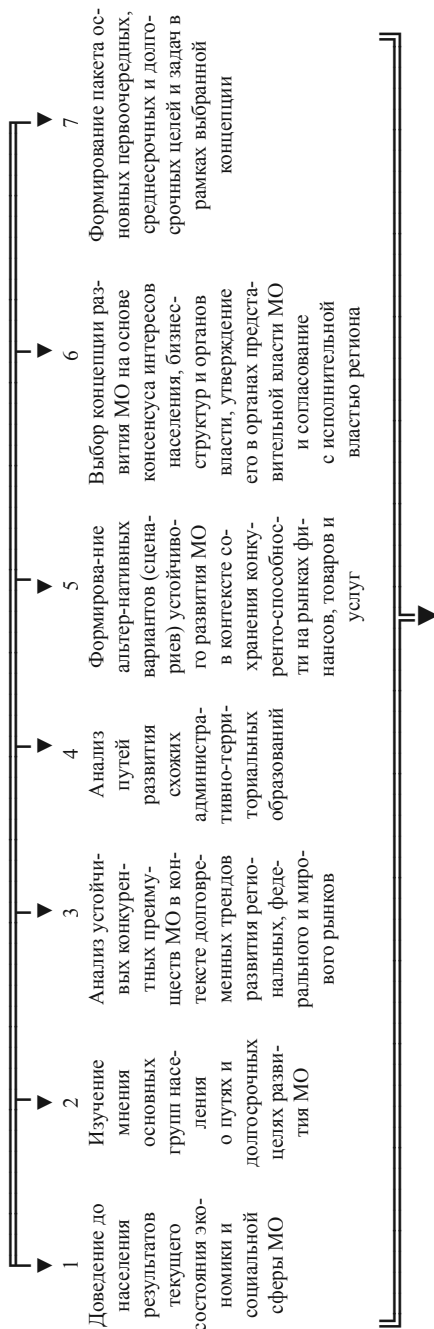 1
Доведение до
населения
результатов
текущего
состояния эко-
номики и
социальной
сферы МО
2
Изучение
мнения
основных
групп насе-
ления
о путях и
долгосрочных
целях разви-
тия МО
3
Анализ устойчи-
вых конкурен-
тных преиму-
ществ МО в кон-
тексте долговре-
менных трендов
развития регио-
нальных, феде-
рального и миро-
вого рынков
4
Анализ
путей
развития
схожих
администра-
тивно-терри-
ториальных
образований
5
Формирова-ние
альтер-нативных
вариантов (сцена-
риев) устойчиво-
го развития МО
в контексте со-
хранения конку-
ренто-способнос-
ти на рынках фи-
нансов, товаров и
услуг
6
Выбор концепции раз-
вития МО на основе
консенсуса интересов
населения, бизнес-
структур и органов
власти, утверждение
его в органах предста-
вительной власти МО
и согласование
с исполнительной
властью региона
7
Формирование пакета ос-
новных первоочередных,
среднесрочных и долго-
срочных целей и задач в
рамках выбранной
концепции